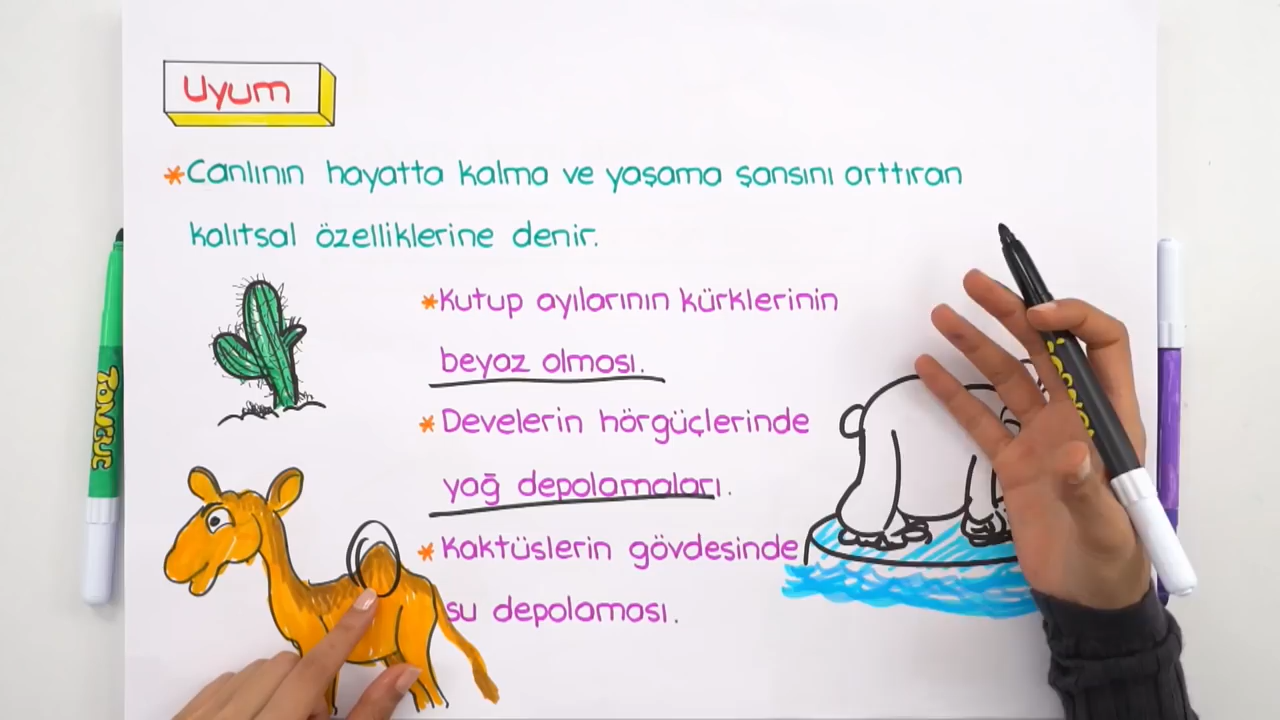 Uyum
*Canlının hayatta kalma ve yaşama şansını arttıran
kalıtsal özelliklerine denir.
*Kutup ayılarının kürklerinin
beyaz olması.
*Develerin hörgüçlerinde
yağ depolamaları.
*Kaktüslerin gövdesinde
su depolaması.